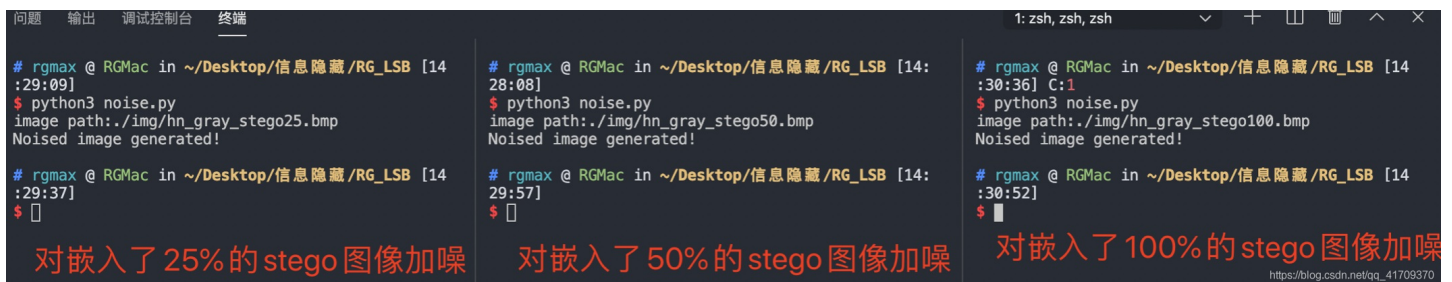 问题 输出 调试控制台 终端 1: zsh, zsh, zsh
# rgmax @ RGMac in ~/Desktop/信息隐藏/RG_LSB [14
:29:09]
$ python3 noise.py
image path:./img/hn_gray_stego25.bmp
Noised image generated!
# rgmax @ RGMac in ~/Desktop/信息隐藏/RG_LSB [14
:29:37]
$
对嵌入了25%的stego图像加噪
# rgmax @ RGMac in ~/Desktop/信息隐藏/RG_LSB [14:
28:08]
$ python3 noise.py
image path:./img/hn_gray_stego50.bmp
Noised image generated!
# rgmax @ RGMac in ~/Desktop/信息隐藏/RG_LSB [14:
29:57]
$
对嵌入了50%的stego图像加噪
# rgmax @ RGMac in ~/Desktop/信息隐藏/RG_LSB [14
:30:36] C:1
$ python3 noise.py
image path:./img/hn_gray_stego100.bmp
Noised image generated!
# rgmax @ RGMac in ~/Desktop/信息隐藏/RG_LSB [14
:30:52]
$
对嵌入了100%的stego图像加噪
https://blog.csdn.net/qq_41709370